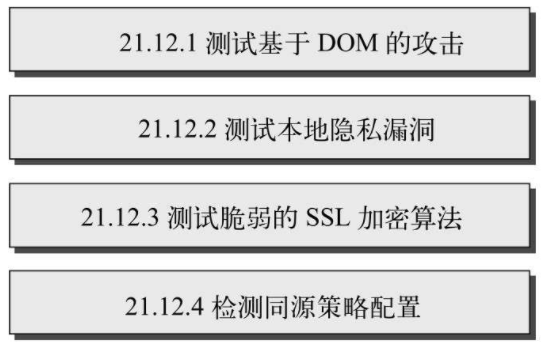 21.12.1 测试基于 DOM 的攻击
21.12.2 测试本地隐私漏洞
21.12.3 测试脆弱的 SSL 加密算法
21.12.4 检测同源策略配置